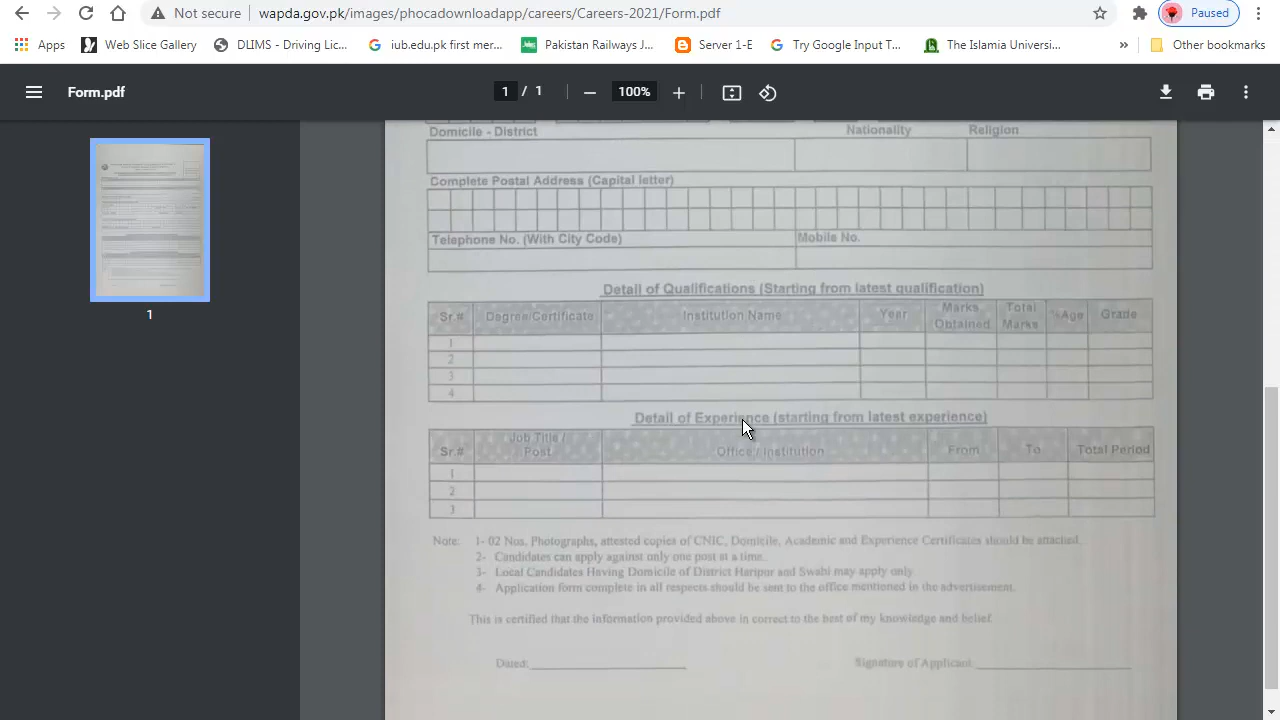 Not secure | wapda.gov.pk/images/phocadownloadapp/careers/Careers-2021/Form.pdf
Paused
Apps
Web Slice Gallery
DLIMS - Driving Lic...
iub.edu.pk first mer...
Pakistan Railways J...
Semer 1-E
Try Google Input T...
The Islamia Universi...
»
Other bookmarks
Form.pdf
1 / 1
100%
1
Domicile - District
Nationality
Religion
Complete Postal Address (Capital letter)
Telephone No. (With City Code)
Mobile No.
Detail of Qualifications (Starting from latest qualification)
Sr.# Degree/Certificate Institution Name Year Marks Obtained Total Marks %Age Grade
1
2
3
4
Detail of Experience (starting from latest experience)
Sr.# Job Title / Post Office / Institution From To Total Period
1
2
3
Note: 1- 02 Nos. Photographs, attested copies of CNIC, Domicile, Academic and Experience Certificates should be attached.
2- Candidates can apply against only one post at a time.
3- Local Candidates Having Domicile of District Haripur and Swabi may apply only
4- Application form complete in all respects should be sent to the office mentioned in the advertisement.
This is certified that the information provided above in correct to the best of my knowledge and belief.
Dated:
Signature of Applicant: